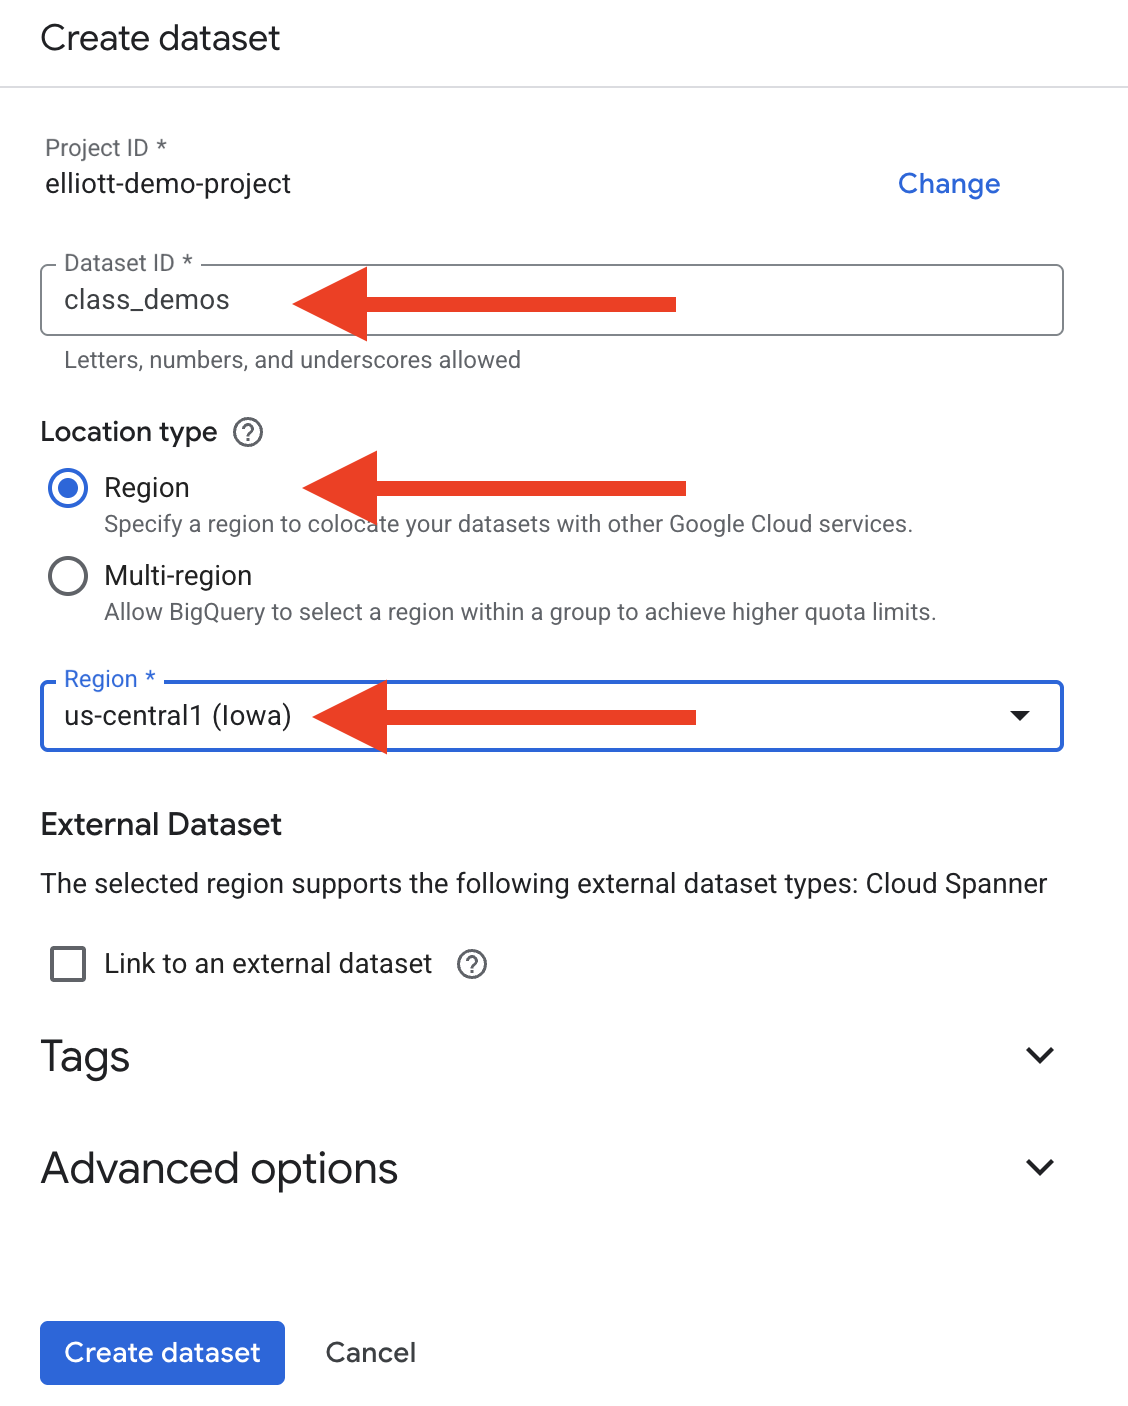 Create dataset
Project ID *
elliott-demo-project
Change
Dataset ID *
class_demos
Letters, numbers, and underscores allowed
Location type
Region
Specify a region to colocate your datasets with other Google Cloud services.
Multi-region
Allow BigQuery to select a region within a group to achieve higher quota limits.
Region *
us-central1 (Iowa)
External Dataset
The selected region supports the following external dataset types: Cloud Spanner
Link to an external dataset
Tags
Advanced options
Create dataset
Cancel